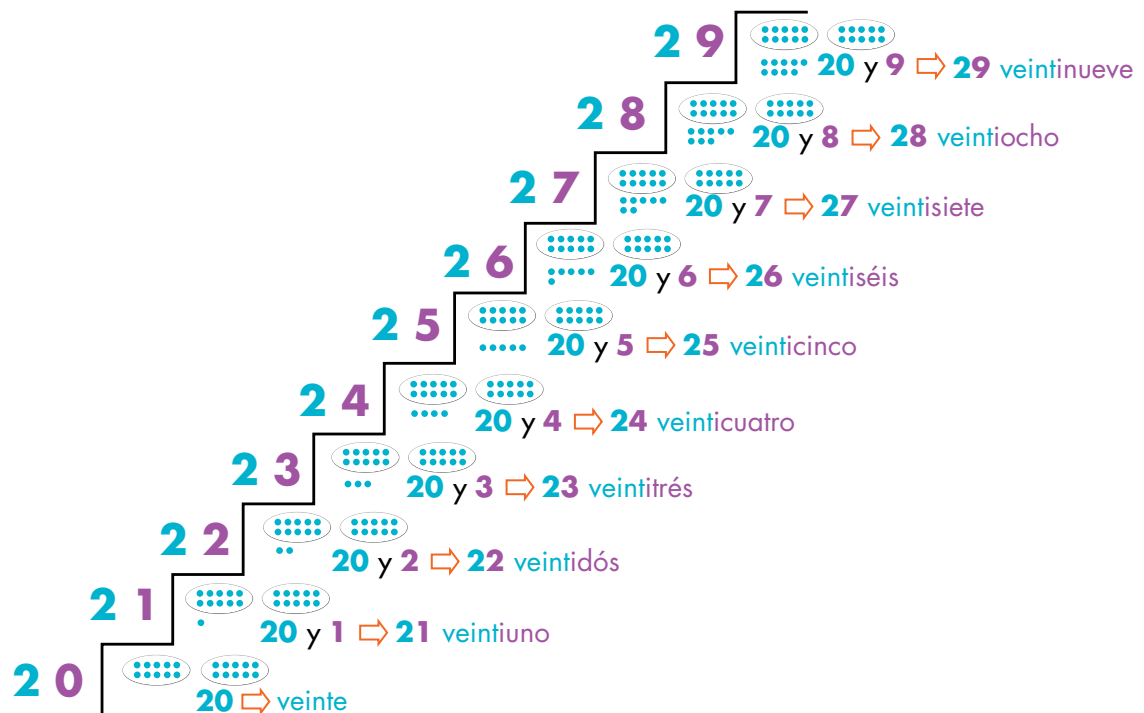 2 9
20 y 9 ⇨ 29 veintinueve
2 8
20 y 8 ⇨ 28 veintiocho
2 7
20 y 7 ⇨ 27 veintisiete
2 6
20 y 6 ⇨ 26 veintiséis
2 5
20 y 5 ⇨ 25 veinticinco
2 4
20 y 4 ⇨ 24 veinticuatro
2 3
20 y 3 ⇨ 23 veintitrés
2 2
20 y 2 ⇨ 22 veintidós
2 1
20 y 1 ⇨ 21 veintiuno
2 0
20 ⇨ veinte